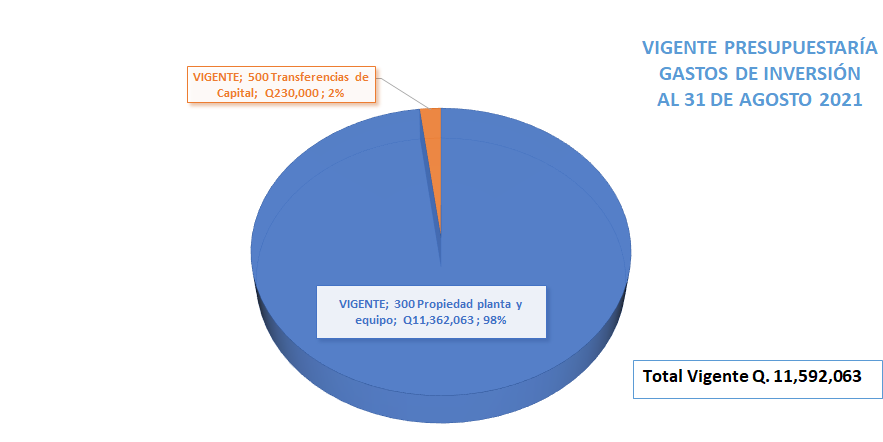 VIGENTE PRESUPUESTARÍA
GASTOS DE INVERSIÓN
AL 31 DE AGOSTO 2021
VIGENTE; 500 Transferencias de
Capital; Q230,000 ; 2%
VIGENTE; 300 Propiedad planta y
equipo; Q11,362,063 ; 98%
Total Vigente Q. 11,592,063